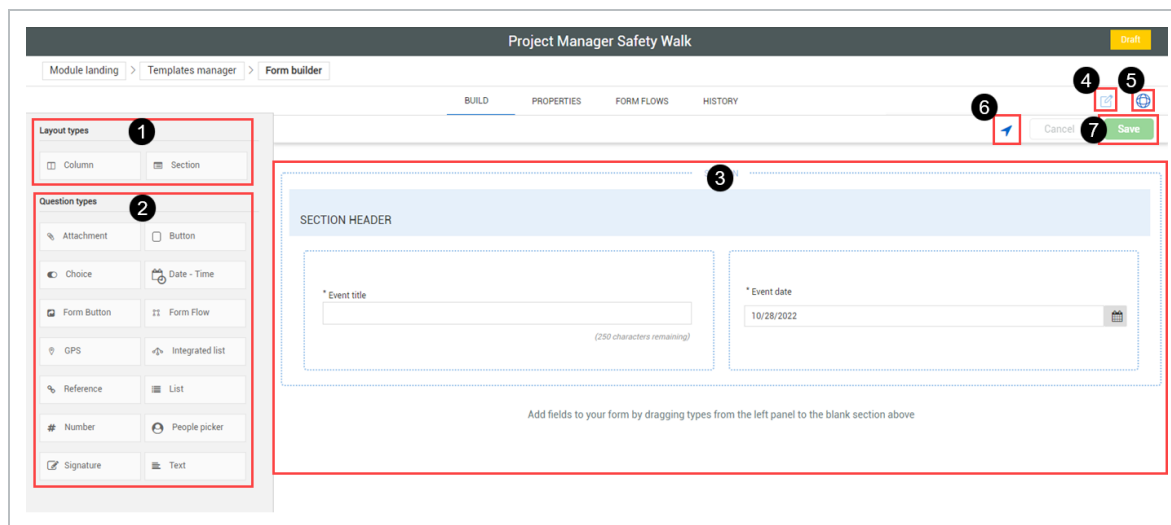 Project Manager Safety Walk
Draft
Module landing > Templates manager > Form builder
4 5
BUILD PROPERTIES FORM FLOWS HISTORY
6
Cancel 7 Save
Layout types 1
Column Section
3
Question types 2
SECTION HEADER
Attachment Button
Choice Date - Time
Form Button Form Flow
GPS Integrated list
Reference List
# Number People picker
Signature Text
* Event title
(250 characters remaining)
* Event date
10/28/2022
Add fields to your form by dragging types from the left panel to the blank section above